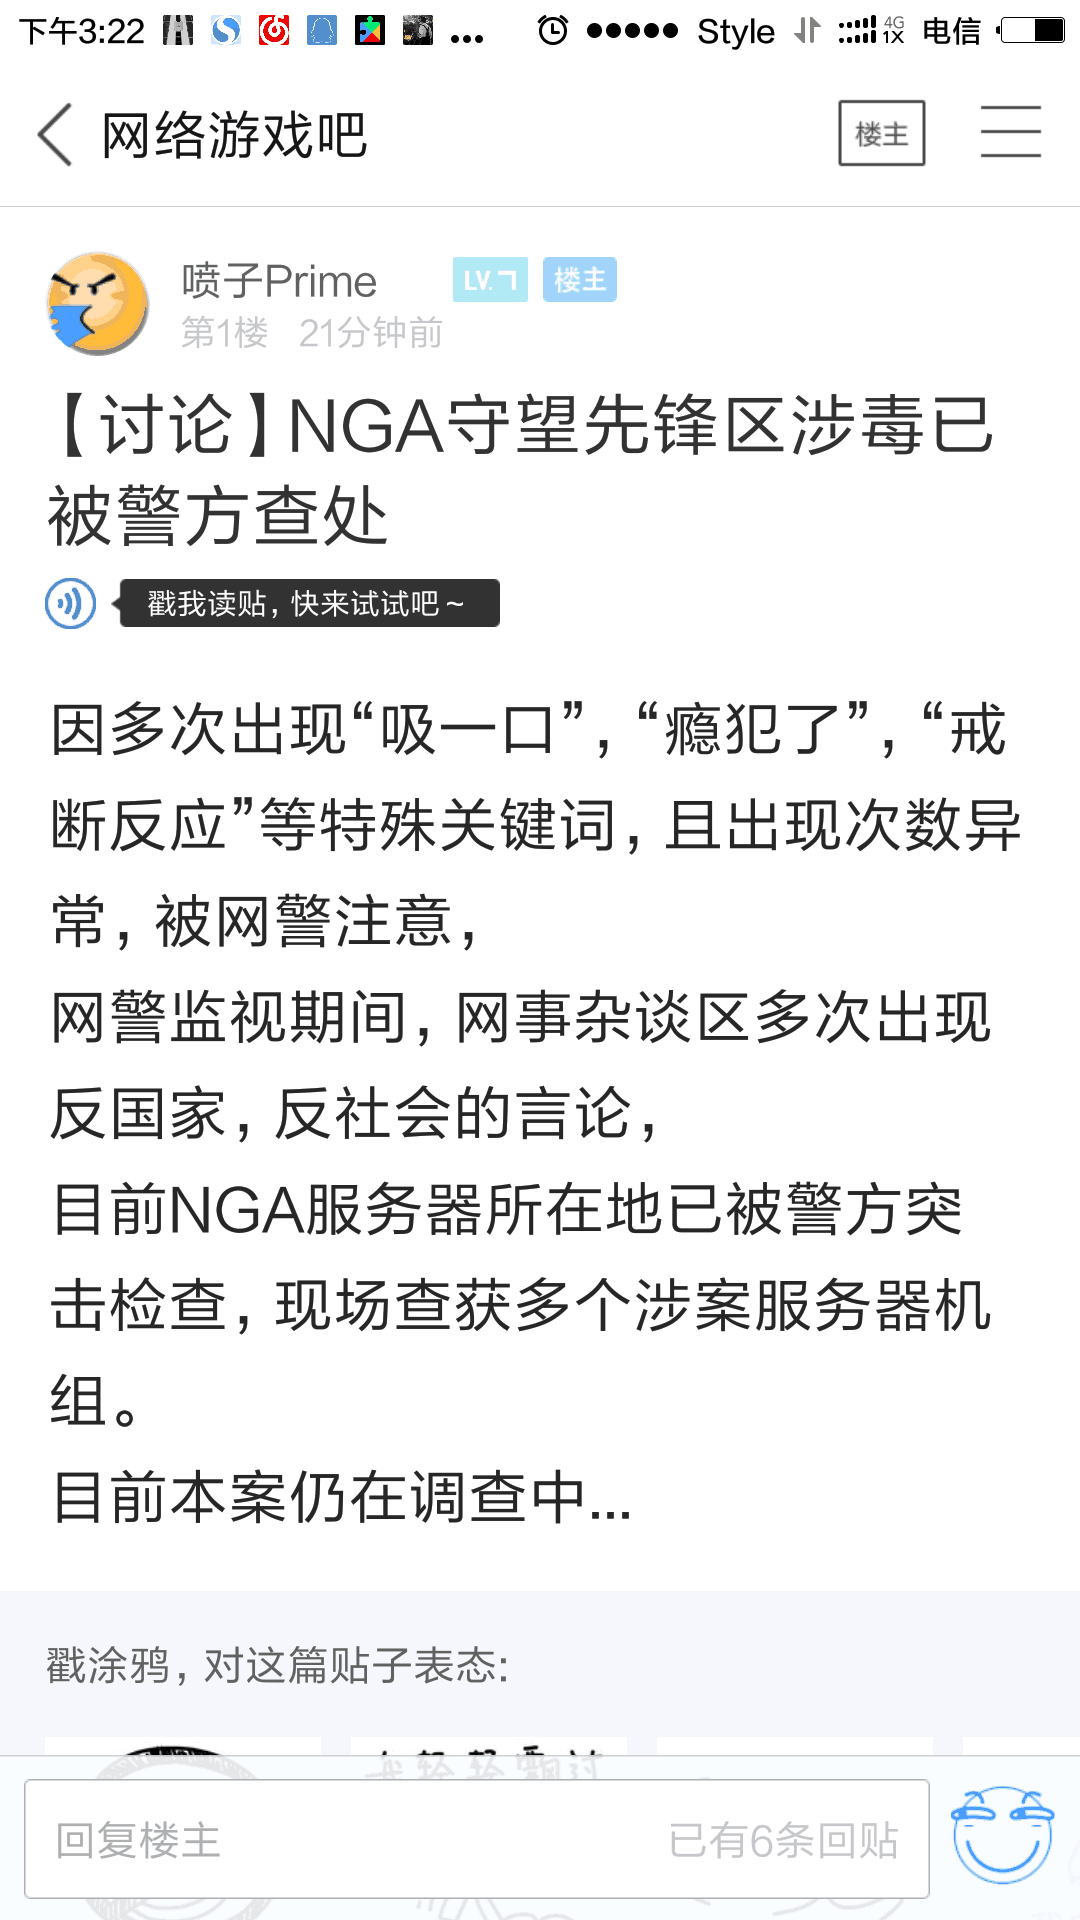 下午3:22 ... Style 4G 1X 电信
网络游戏吧 楼主
喷子Prime LV.7 楼主
第1楼 21分钟前
【讨论】NGA守望先锋区涉毒已
被警方查处
戳我读贴,快来试试吧~
因多次出现“吸一口”,“瘾犯了”,“戒
断反应”等特殊关键词,且出现次数异
常,被网警注意,
网警监视期间,网事杂谈区多次出现
反国家,反社会的言论,
目前NGA服务器所在地已被警方突
击检查,现场查获多个涉案服务器机
组。
目前本案仍在调查中...
戳涂鸦,对这篇贴子表态:
回复楼主 已有6条回贴